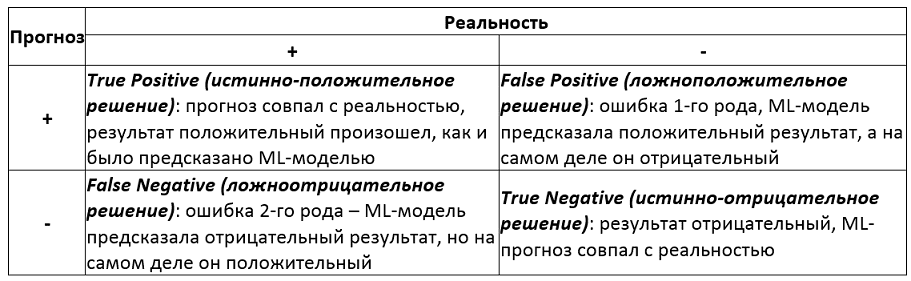 Прогноз
Реальность
+
-
+
True Positive (истинно-положительное
решение): прогноз совпал с реальностью,
результат положительный произошел, как и
было предсказано ML-моделью
False Positive (ложноположительное
решение): ошибка 1-го рода, ML-модель
предсказала положительный результат, а на
самом деле он отрицательный
-
False Negative (ложноотрицательное
решение): ошибка 2-го рода – ML-модель
предсказала отрицательный результат, но на
самом деле он положительный
True Negative (истинно-отрицательное
решение): результат отрицательный, ML-
прогноз совпал с реальностью